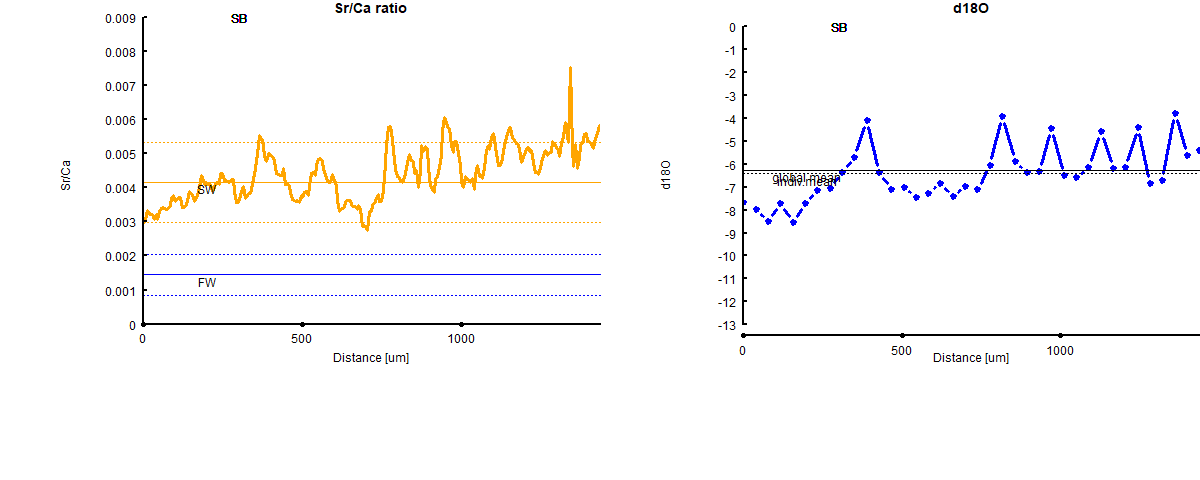 Sr/Ca ratio
SB
0.009
0.008
0.007
0.006
0.005
0.004
0.003
0.002
0.001
0
Sr/Ca
SW
FW
0
500
1000
Distance [um]
d18O
SB
0
-1
-2
-3
-4
-5
-6
-7
-8
-9
-10
-11
-12
-13
d18O
global mean
indiv.mean
0
500
1000
Distance [um]